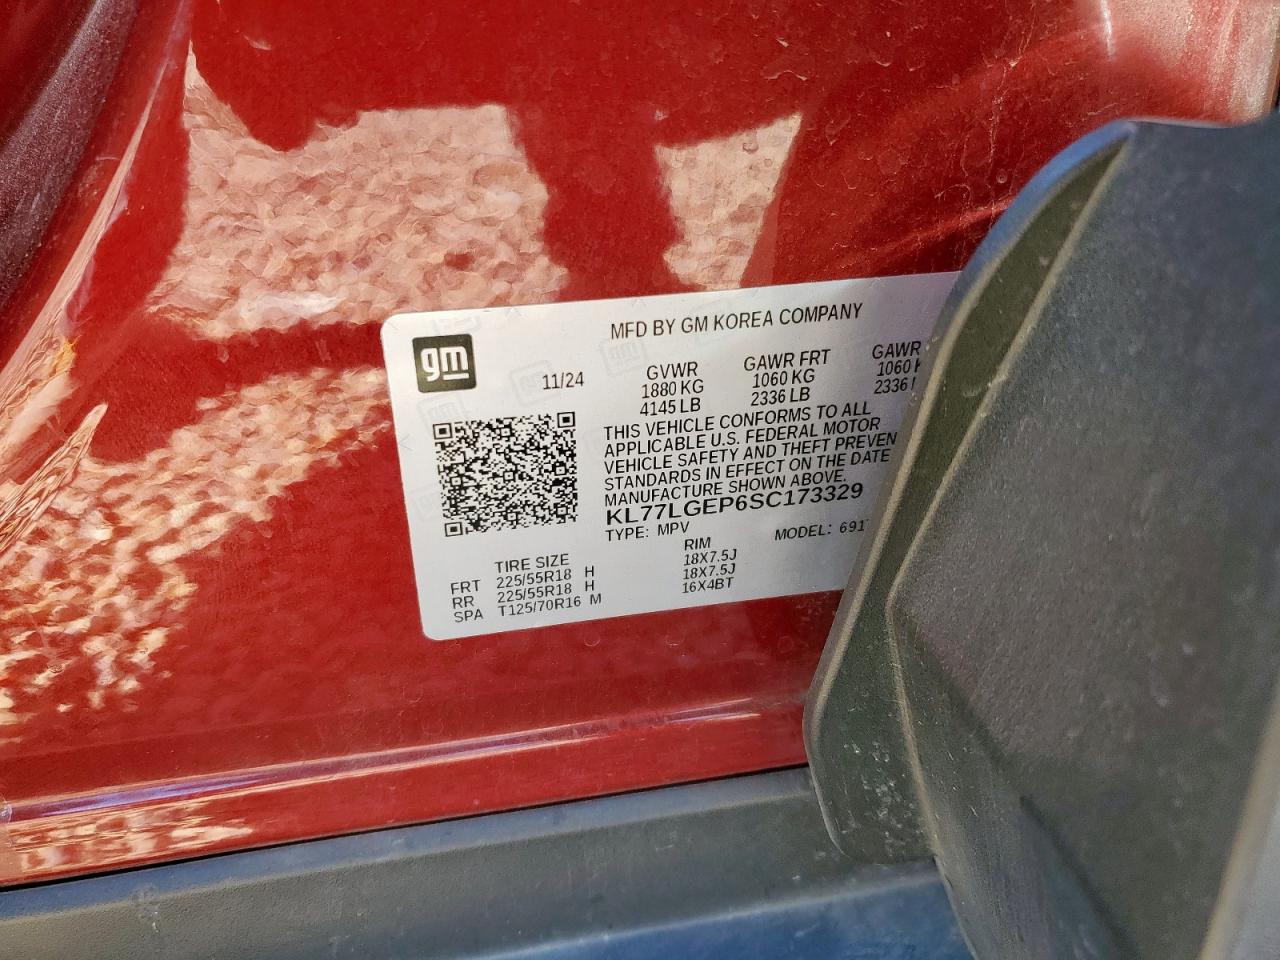 MFD BY GM KOREA COMPANY
gm
11/24
GVWR GAWR FRT GAWR
1880 KG 1060 KG 1060
4145 LB 2336 LB 2336
THIS VEHICLE CONFORMS TO ALL
APPLICABLE U.S. FEDERAL MOTOR
VEHICLE SAFETY AND THEFT PREVEN
STANDARDS IN EFFECT ON THE DATE
MANUFACTURE SHOWN ABOVE.
KL77LGEP6SC173329
TYPE: MPV MODEL: 691
TIRE SIZE RIM
FRT 225/55R18 H 18X7.5J
RR 225/55R18 H 18X7.5J
SPA T125/70R16 M 16X4BT